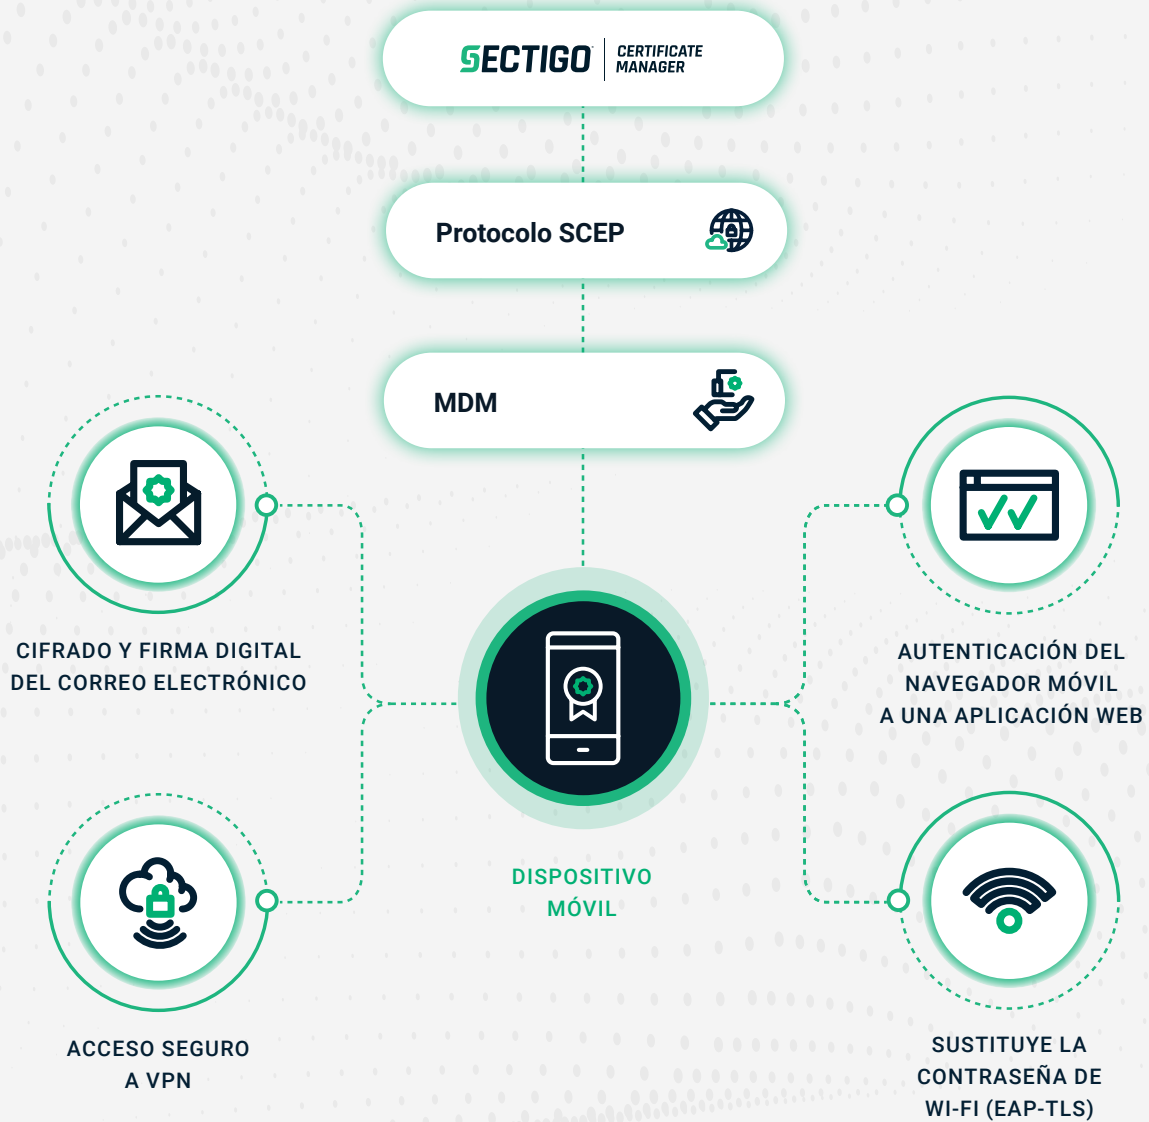 SECTIGO
CERTIFICATE
MANAGER
Protocolo SCEP
MDM
CIFRADO Y FIRMA DIGITAL
DEL CORREO ELECTRÓNICO
AUTENTICACIÓN DEL
NAVEGADOR MÓVIL
A UNA APLICACIÓN WEB
DISPOSITIVO
MÓVIL
ACCESO SEGURO
A VPN
SUSTITUYE LA
CONTRASEÑA DE
WI-FI (EAP-TLS)